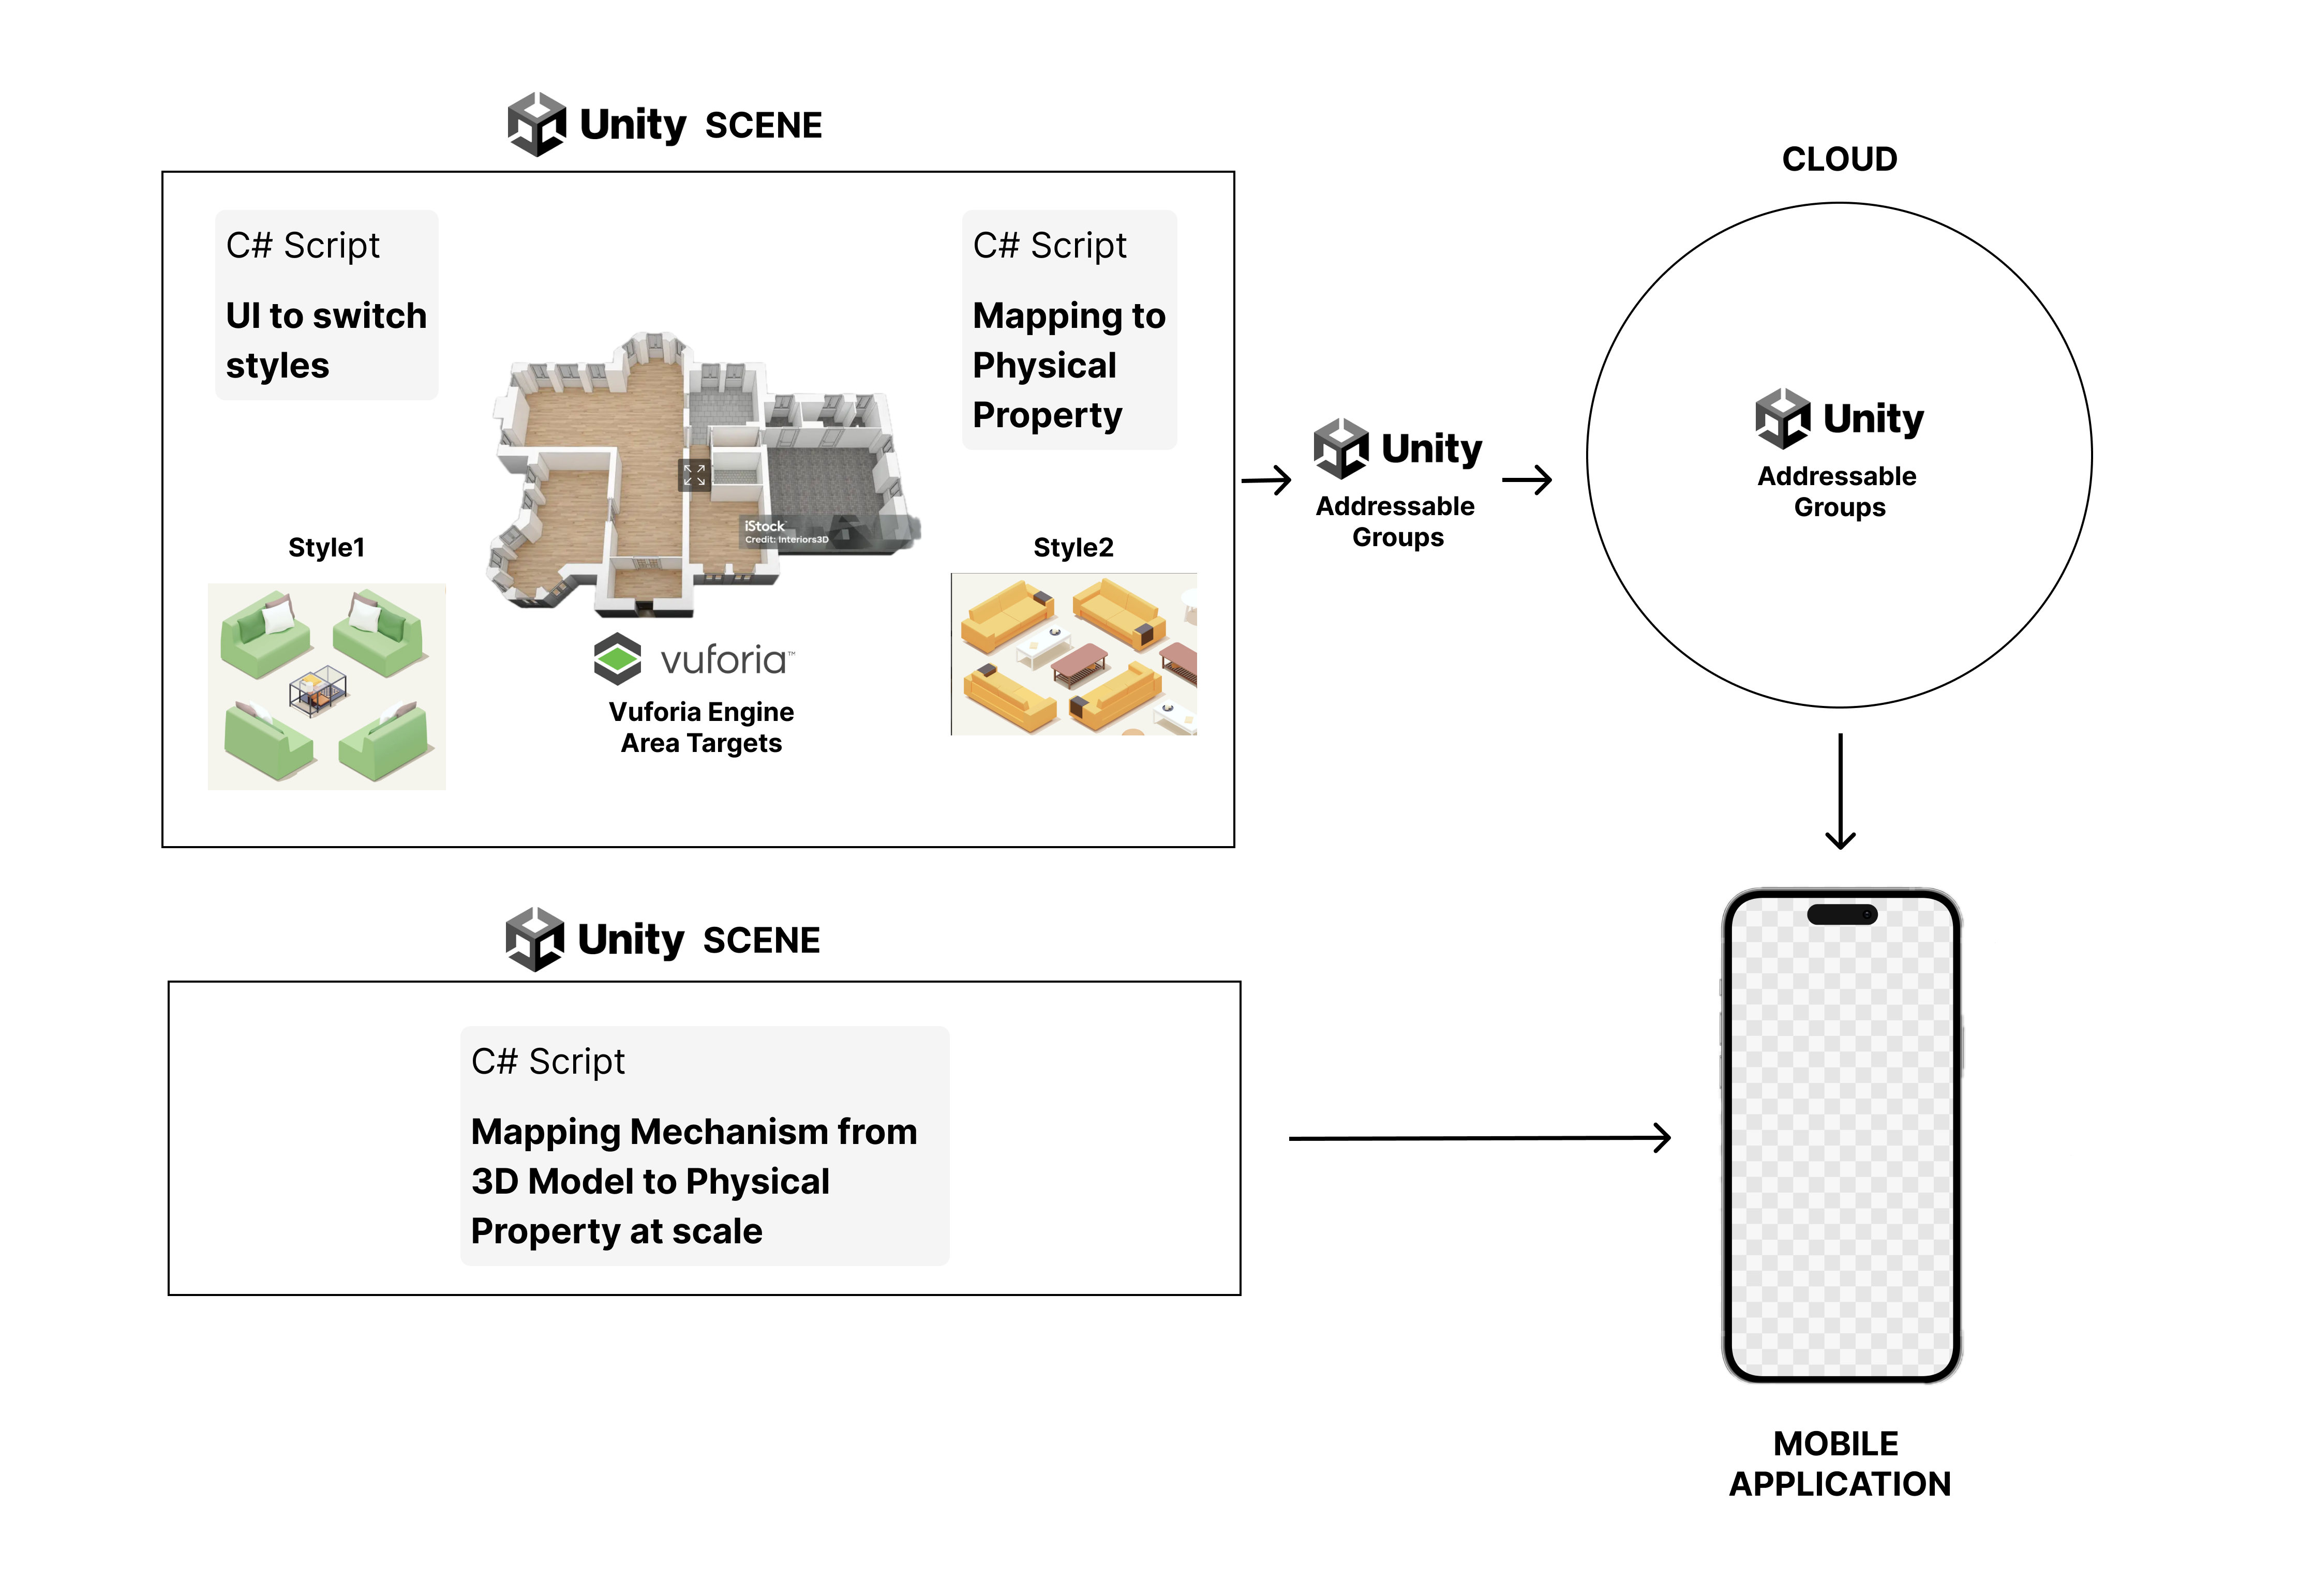 Unity SCENE
C# Script
UI to switch
styles
C# Script
Mapping to
Physical
Property
iStock
Credit: Interiors3D
Style1
Style2
vuforia™
Vuforia Engine
Area Targets
Unity
Addressable
Groups
CLOUD
Unity
Addressable
Groups
Unity SCENE
C# Script
Mapping Mechanism from
3D Model to Physical
Property at scale
MOBILE
APPLICATION